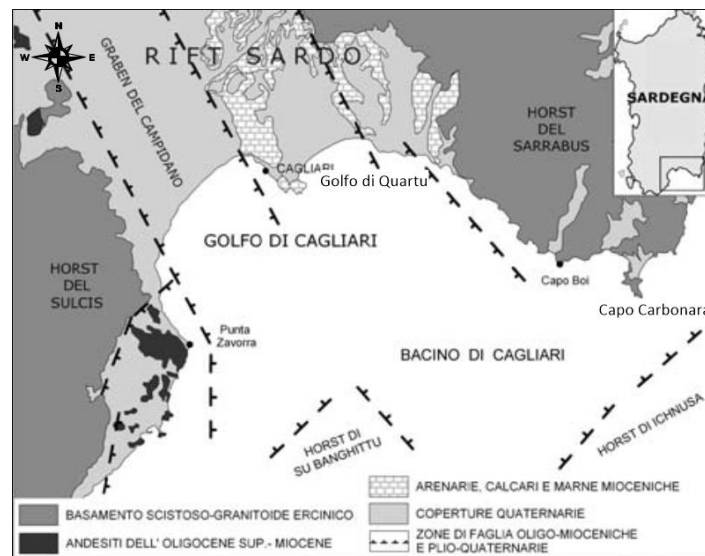 N
W E
S
RIFT SARDO
GRABEN DEL CAMPIDANO
HORST
DEL
SARRABUS
SARDEGNA
CAGLIARI
Golfo di Quartu
GOLFO DI CAGLIARI
HORST
DEL
SULCIS
Capo Boi
Capo Carbonara
Punta
Zavorra
BACINO DI CAGLIARI
HORST DI
SU BANGHITTU
HORST DI ICHNUSA
BASAMENTO SCISTOSO-GRANITOIDE ERCINICO
ANDESITI DELL' OLIGOCENE SUP.- MIOCENE
ARENARIE, CALCARI E MARNE MIOCENICHE
COPERTURE QUATERNARIE
ZONE DI FAGLIA OLIGO-MIOCENICHE
E PLIO-QUATERNARIE